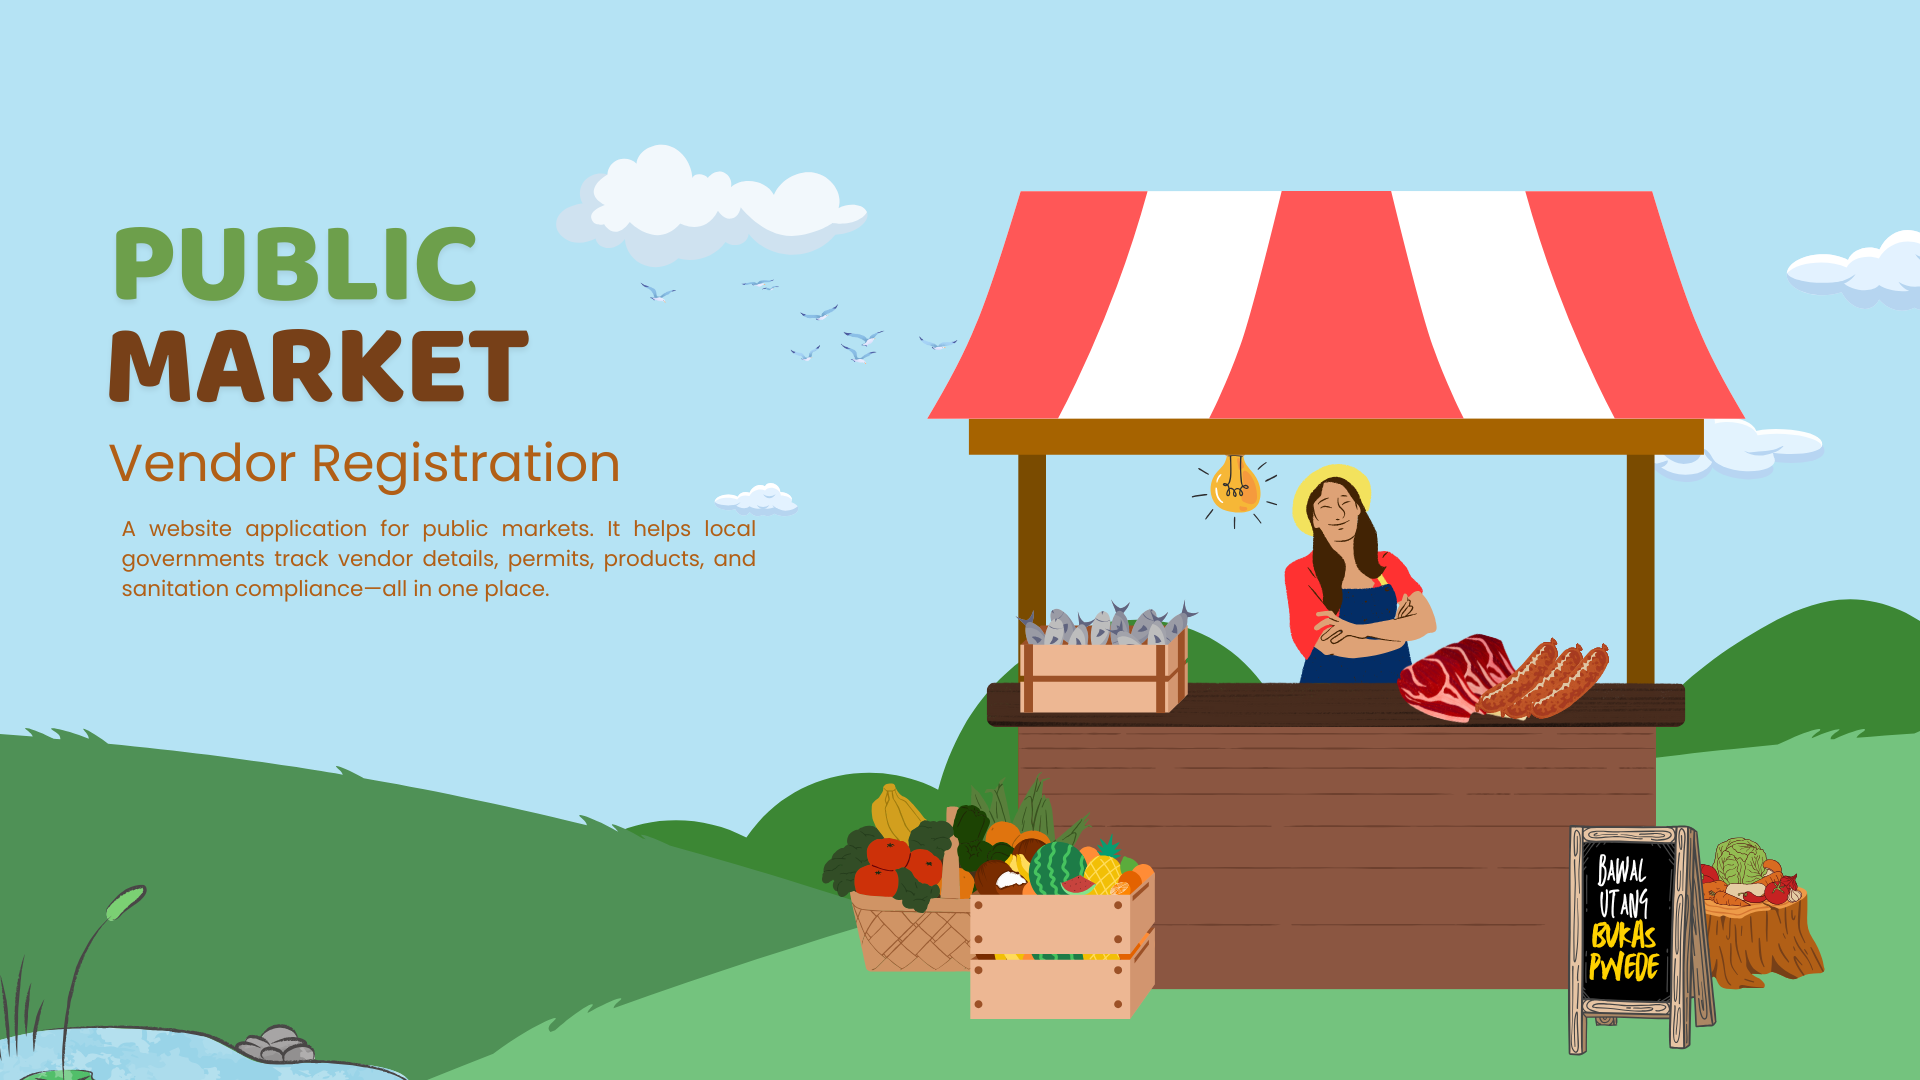 PUBLIC
MARKET
Vendor Registration
A website application for public markets. It helps local
governments track vendor details, permits, products, and
sanitation compliance—all in one place.
BAWAL
UTANG
BUKAS
PWEDE